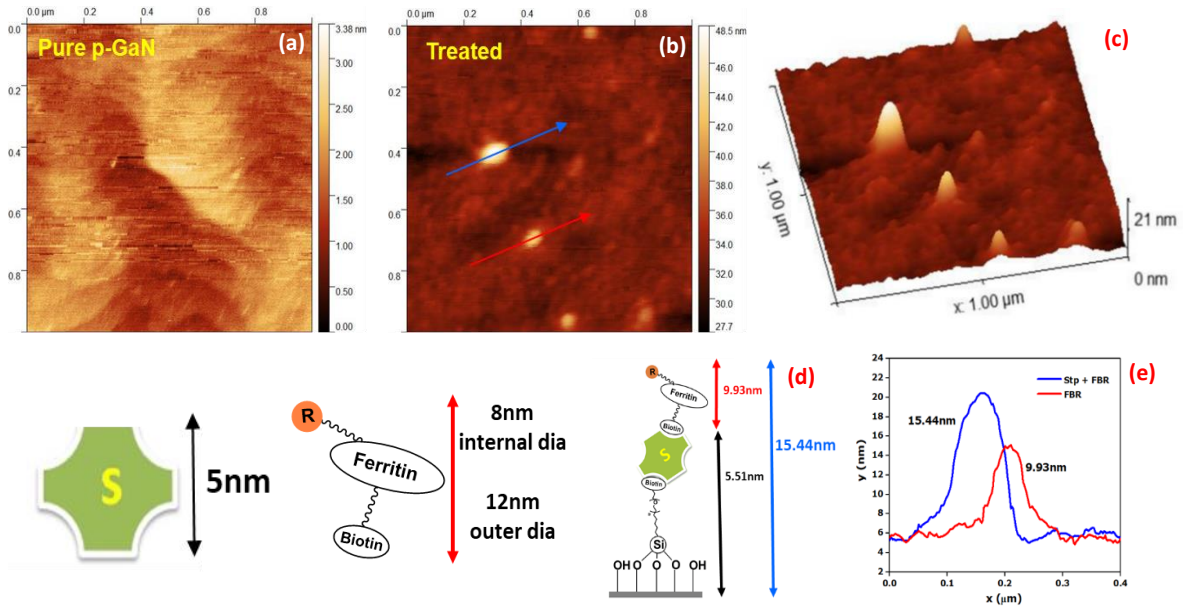 0.0 µm 0.2 0.4 0.6 0.8
0.0
0.2
0.4
0.6
0.8
Pure p-GaN
(a)
3.38 nm
3.00
2.50
2.00
1.50
1.00
0.50
0.00
0.0 µm 0.2 0.4 0.6 0.8
0.0
0.2
0.4
0.6
0.8
Treated
(b)
48.5 nm
46.0
44.0
42.0
40.0
38.0
36.0
34.0
32.0
30.0
27.7
(c)
y: 1.00 µm
x: 1.00 µm
21 nm
0 nm
S
5nm
R
Ferritin
Biotin
8nm
internal dia
12nm
outer dia
(d)
R
Ferritin
Biotin
S
Biotin
Si
OH O O O OH
9.93nm
5.51nm
15.44nm
(e)
24
22
20
18
16
14
12
10
8
6
4
2
y (nm)
Stp + FBR
FBR
15.44nm
9.93nm
0.0 0.1 0.2 0.3 0.4
x (µm)